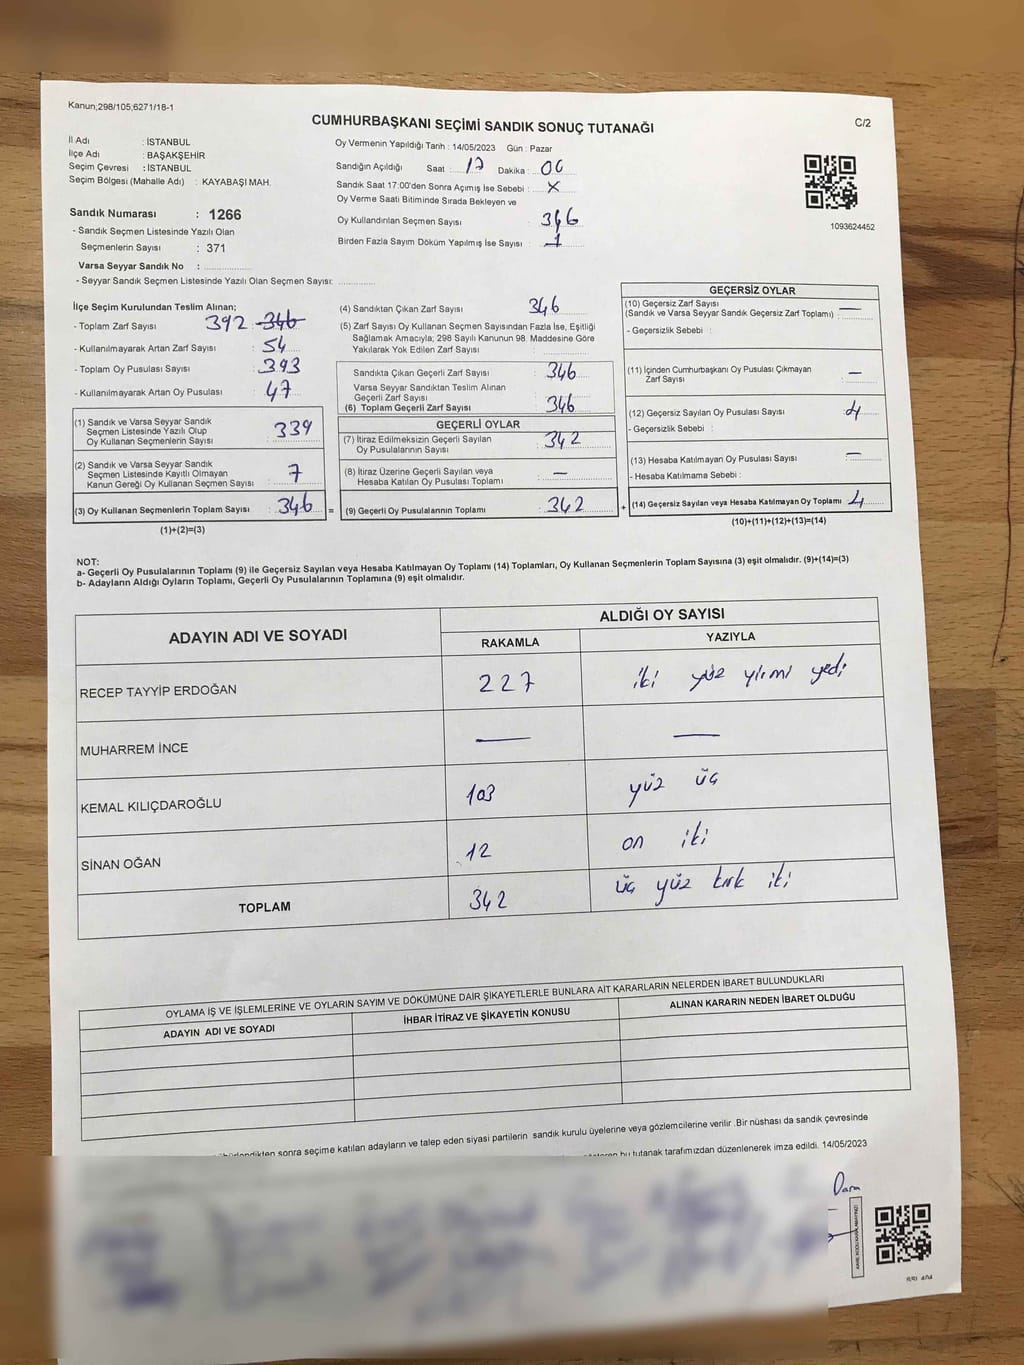 Kanun;298/105,6271/18-1
CUMHURBAŞKANI SEÇİMİ SANDIK SONUÇ TUTANAĞI
C/2
İl Adı : İSTANBUL
İlçe Adı : BAŞAKŞEHİR
Seçim Çevresi : İSTANBUL
Seçim Bölgesi (Mahalle Adı) : KAYABAŞI MAH.
Sandık Numarası : 1266
- Sandık Seçmen Listesinde Yazılı Olan
Seçmenlerin Sayısı : 371
Varsa Seyyar Sandık No :
- Seyyar Sandık Seçmen Listesinde Yazılı Olan Seçmen Sayısı:
Oy Vermenin Yapıldığı Tarih : 14/05/2023 Gün : Pazar
Sandığın Açıldığı Saat : 17 Dakika : 00
Sandık Saat 17:00'den Sonra Açımış İse Sebebi : X
Oy Verme Saati Bitiminde Sırada Bekleyen ve
Oy Kullandırılan Seçmen Sayısı : 346
Birden Fazla Sayım Döküm Yapılmış İse Sayısı : 1
1093624452
İlçe Seçim Kurulundan Teslim Alınan;
- Toplam Zarf Sayısı 392 : 346
- Kullanılmayarak Artan Zarf Sayısı : 54
- Toplam Oy Pusulası Sayısı : 393
- Kullanılmayarak Artan Oy Pusulası : 47
(1) Sandık ve Varsa Seyyar Sandık
Seçmen Listesinde Yazılı Olup
Oy Kullanan Seçmenlerin Sayısı : 339
(2) Sandık ve Varsa Seyyar Sandık
Seçmen Listesinde Kayıtlı Olmayan
Kanun Gereği Oy Kullanan Seçmen Sayısı : 7
(3) Oy Kullanan Seçmenlerin Toplam Sayısı : 346 =
(1)+(2)=(3)
(4) Sandıktan Çıkan Zarf Sayısı : 346
(5) Zarf Sayısı Oy Kullanan Seçmen Sayısından Fazla İse, Eşitliği
Sağlamak Amacıyla; 298 Sayılı Kanunun 98. Maddesine Göre
Yakılarak Yok Edilen Zarf Sayısı :
Sandıkta Çıkan Geçerli Zarf Sayısı : 346
Varsa Seyyar Sandıktan Teslim Alınan
Geçerli Zarf Sayısı :
(6) Toplam Geçerli Zarf Sayısı : 346
GEÇERLİ OYLAR
(7) İtiraz Edilmeksizin Geçerli Sayılan
Oy Pusulalarının Sayısı : 342
(8) İtiraz Üzerine Geçerli Sayılan veya
Hesaba Katılan Oy Pusulası Toplamı : —
(9) Geçerli Oy Pusulalarının Toplamı : 342 +
GEÇERSİZ OYLAR
(10) Geçersiz Zarf Sayısı
(Sandık ve Varsa Seyyar Sandık Geçersiz Zarf Toplamı) : —
- Geçersizlik Sebebi :
(11) İçinden Cumhurbaşkanı Oy Pusulası Çıkmayan
Zarf Sayısı : —
(12) Geçersiz Sayılan Oy Pusulası Sayısı : 4
- Geçersizlik Sebebi :
(13) Hesaba Katılmayan Oy Pusulası Sayısı : —
- Hesaba Katılmama Sebebi :
(14) Geçersiz Sayılan veya Hesaba Katılmayan Oy Toplamı : 4
(10)+(11)+(12)+(13)=(14)
NOT:
a- Geçerli Oy Pusulalarının Toplamı (9) ile Geçersiz Sayılan veya Hesaba Katılmayan Oy Toplamı (14) Toplamları, Oy Kullanan Seçmenlerin Toplam Sayısına (3) eşit olmalıdır. (9)+(14)=(3)
b- Adayların Aldığı Oyların Toplamı, Geçerli Oy Pusulalarının Toplamına (9) eşit olmalıdır.
ADAYIN ADI VE SOYADI ALDIĞI OY SAYISI
RAKAMLA YAZIYLA
RECEP TAYYİP ERDOĞAN 227 iki yüz yirmi yedi
MUHARREM İNCE — —
KEMAL KILIÇDAROĞLU 103 yüz üç
SİNAN OĞAN 12 on iki
TOPLAM 342 üç yüz kırk iki
OYLAMA İŞ VE İŞLEMLERİNE VE OYLARIN SAYIM VE DÖKÜMÜNE DAİR ŞİKAYETLERLE BUNLARA AİT KARARLARIN NELERDEN İBARET BULUNDUKLARI
ADAYIN ADI VE SOYADI İHBAR İTİRAZ VE ŞİKAYETİN KONUSU ALINAN KARARIN NEDEN İBARET OLDUĞU
sonra seçime katılan adayların ve talep eden siyasi partilerin sandık kurulu üyelerine veya gözlemcilerine verilir .Bir nüshası da sandık çevresinde
bu tutanak tarafımızdan düzenlenerek imza edildi. 14/05/2023